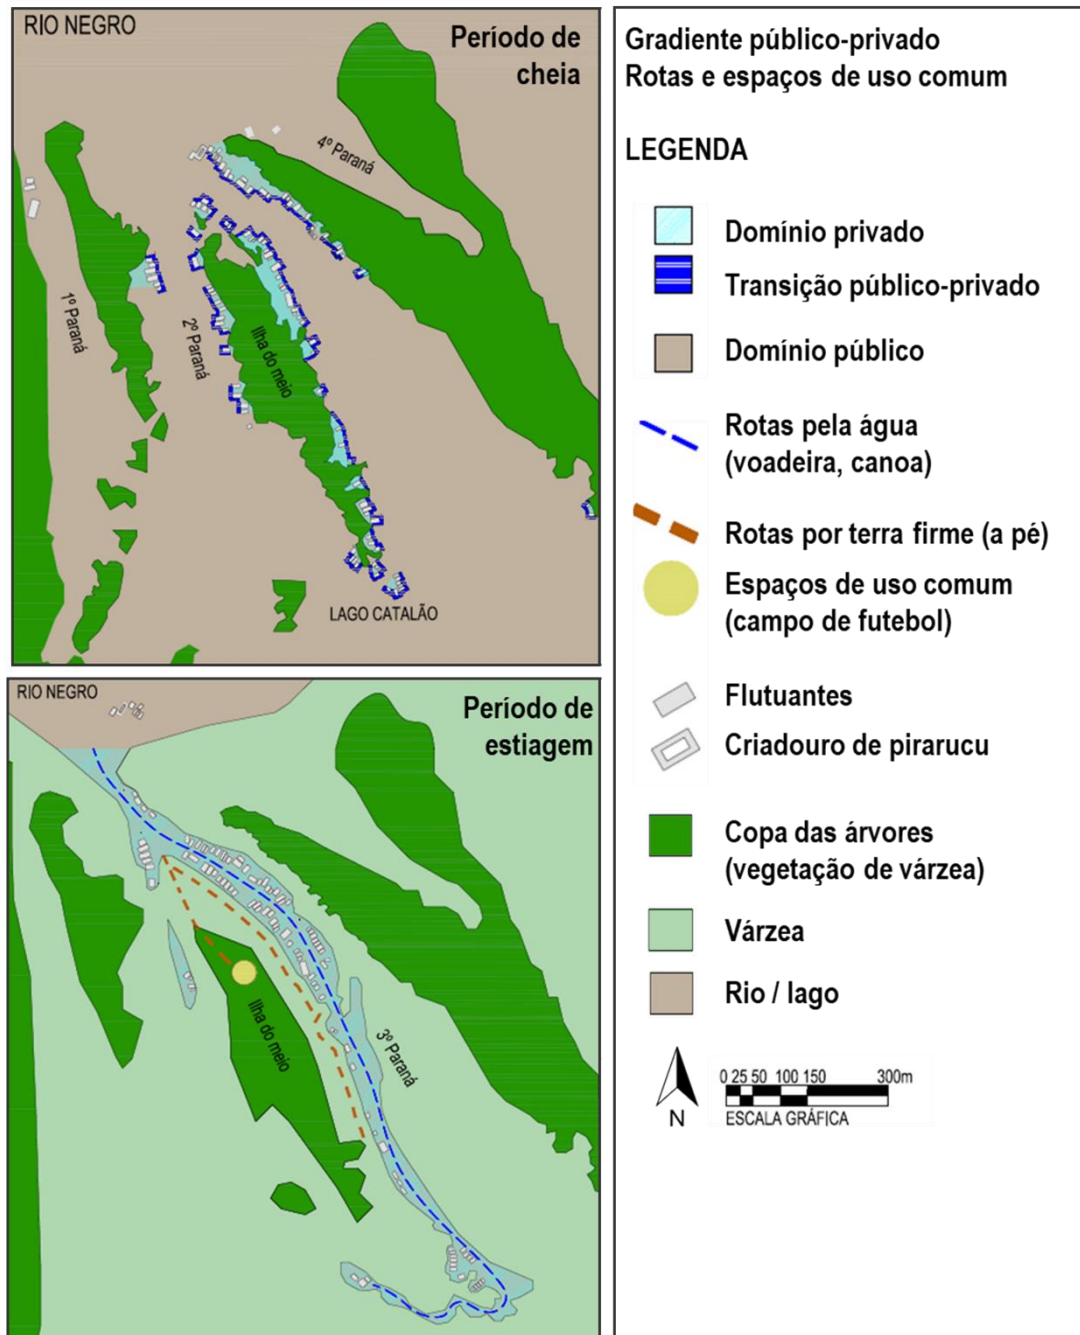 RIO NEGRO
Período de
cheia
4º Paraná
1º Paraná
2º Paraná
Ilha do meio
LAGO CATALÃO
RIO NEGRO
Período de
estiagem
Ilha do meio
3º Paraná
Gradiente público-privado
Rotas e espaços de uso comum
LEGENDA
Domínio privado
Transição público-privado
Domínio público
Rotas pela água
(voadeira, canoa)
Rotas por terra firme (a pé)
Espaços de uso comum
(campo de futebol)
Flutuantes
Criadouro de pirarucu
Copa das árvores
(vegetação de várzea)
Várzea
Rio / lago
N
0 25 50 100 150 300m
ESCALA GRÁFICA